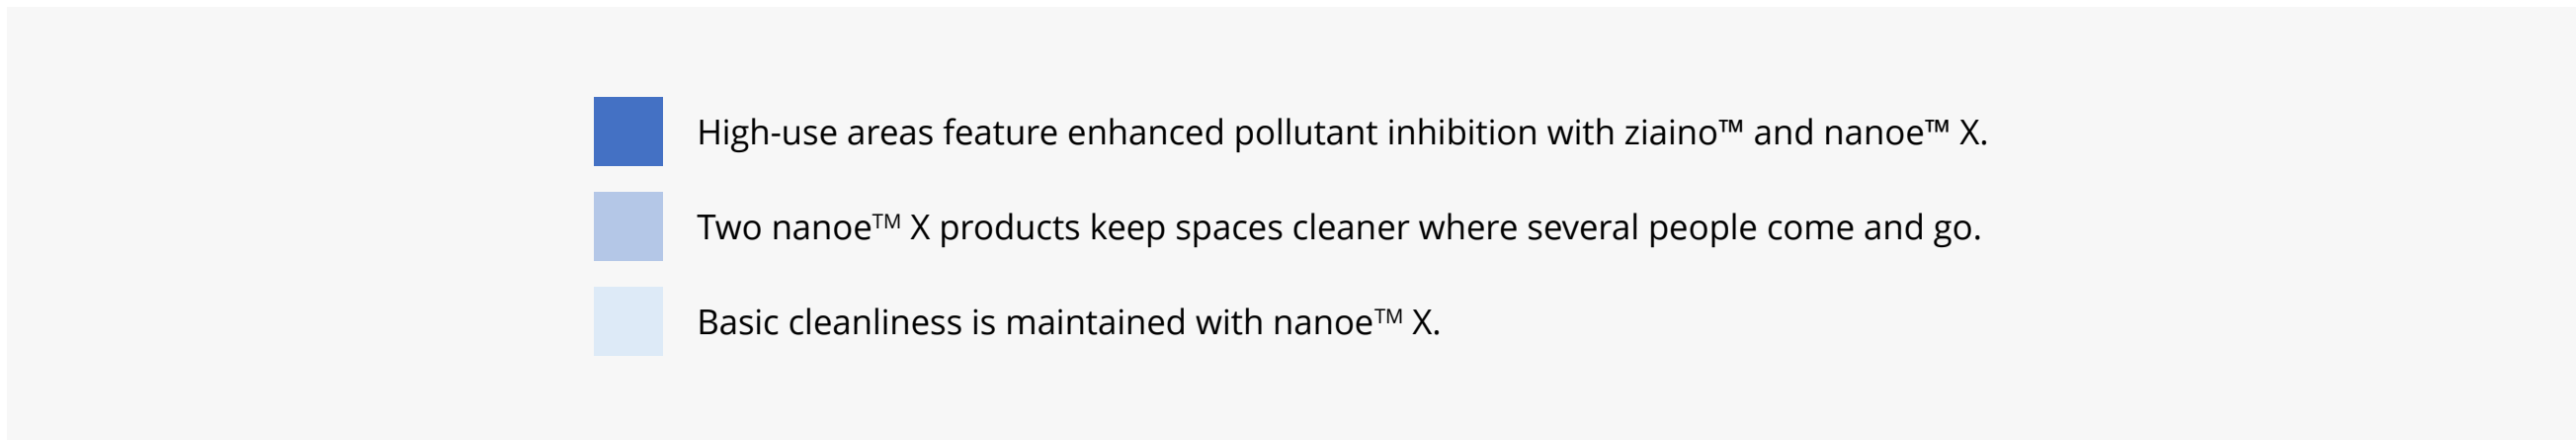 High-use areas feature enhanced pollutant inhibition with ziaino™ and nanoe™ X.
Two nanoe™ X products keep spaces cleaner where several people come and go.
Basic cleanliness is maintained with nanoe™ X.